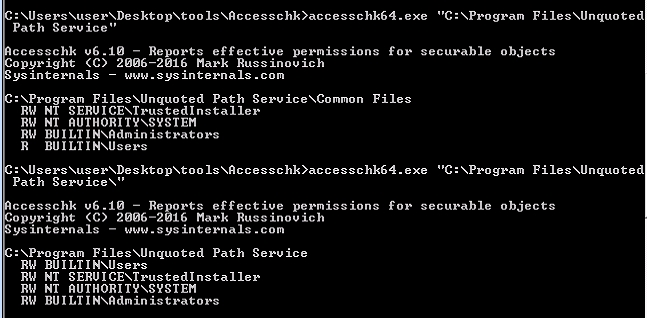 C:\Users\user\Desktop\tools\Accesschk>accesschk64.exe "C:\Program Files\Unquoted
 Path Service"
Accesschk v6.10 - Reports effective permissions for securable objects
Copyright (C) 2006-2016 Mark Russinovich
Sysinternals - www.sysinternals.com
C:\Program Files\Unquoted Path Service\Common Files
  RW NT SERVICE\TrustedInstaller
  RW NT AUTHORITY\SYSTEM
  RW BUILTIN\Administrators
  R  BUILTIN\Users
C:\Users\user\Desktop\tools\Accesschk>accesschk64.exe "C:\Program Files\Unquoted
 Path Service\"
Accesschk v6.10 - Reports effective permissions for securable objects
Copyright (C) 2006-2016 Mark Russinovich
Sysinternals - www.sysinternals.com
C:\Program Files\Unquoted Path Service
  RW BUILTIN\Users
  RW NT SERVICE\TrustedInstaller
  RW NT AUTHORITY\SYSTEM
  RW BUILTIN\Administrators